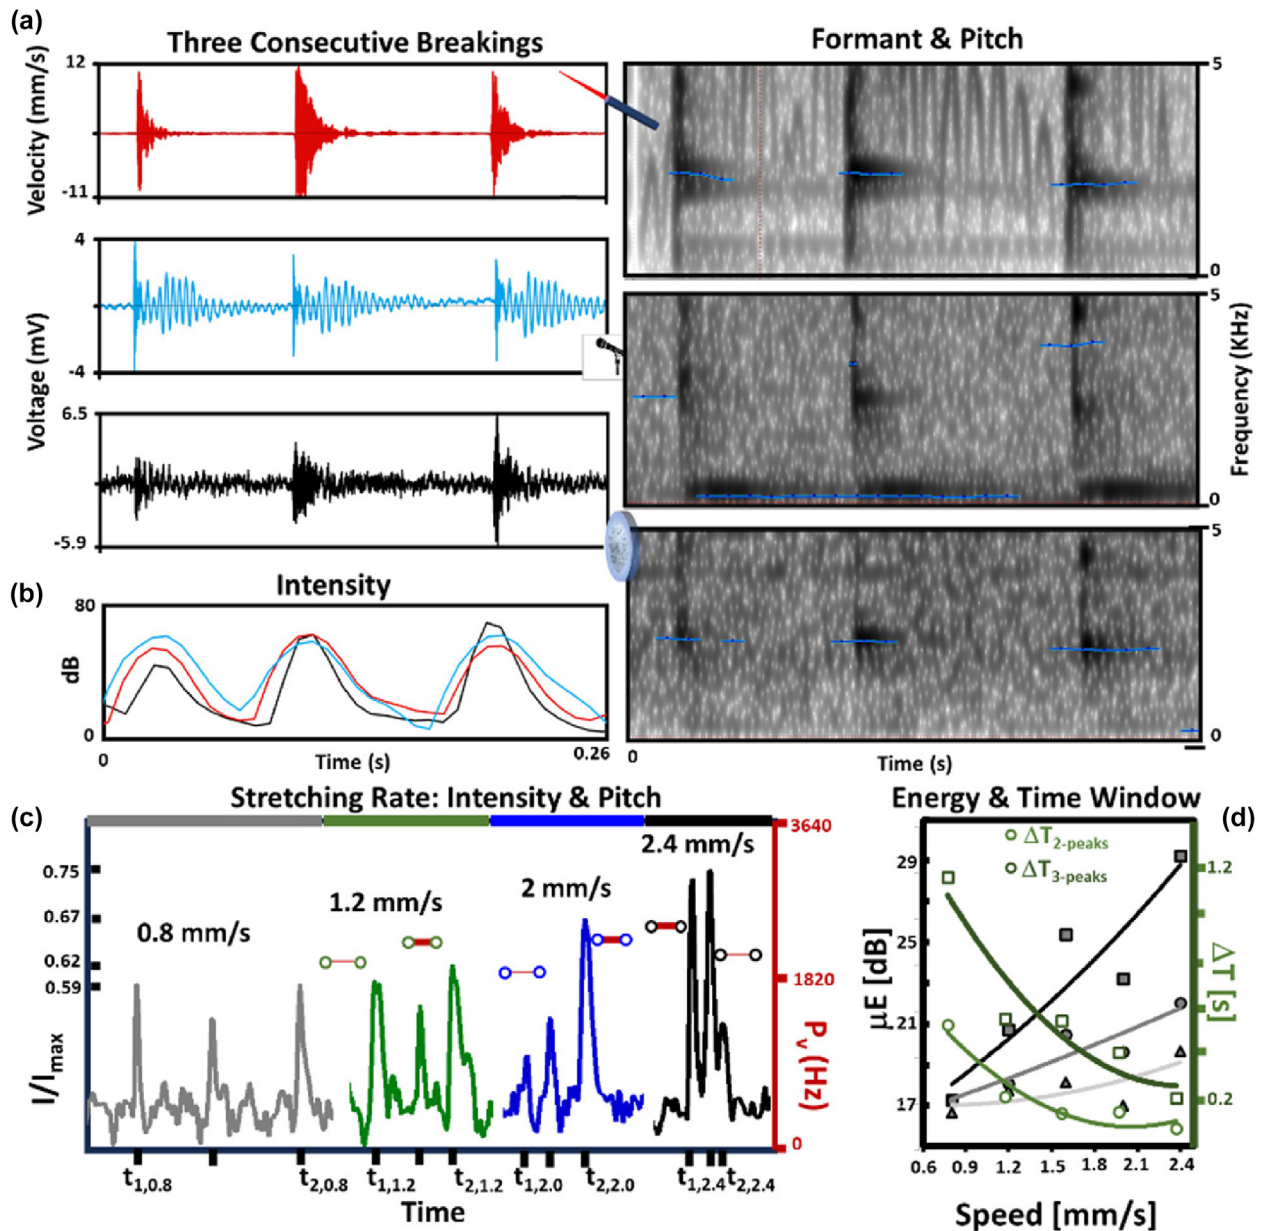 (a)
Three Consecutive Breakings
Formant & Pitch
Velocity (mm/s)
12
-11
Voltage (mV)
4
-4
6.5
-5.9
5
0
5
0
5
0
Frequency (KHz)
(b)
Intensity
dB
80
0
0
Time (s)
0.26
0
Time (s)
(c)
Stretching Rate: Intensity & Pitch
I/Imax
0.75
0.67
0.62
0.59
0.8 mm/s
1.2 mm/s
2 mm/s
2.4 mm/s
3640
1820
0
Pv (Hz)
t1,0.8 t2,0.8 t1,1.2 t2,1.2 t1,2.0 t2,2.0 t1,2.4 t2,2.4
Time
Energy & Time Window
(d)
ΔT2-peaks
ΔT3-peaks
μE [dB]
29
25
21
17
1.2
0.2
ΔT [s]
0.6 0.9 1.2 1.5 1.8 2.1 2.4
Speed [mm/s]